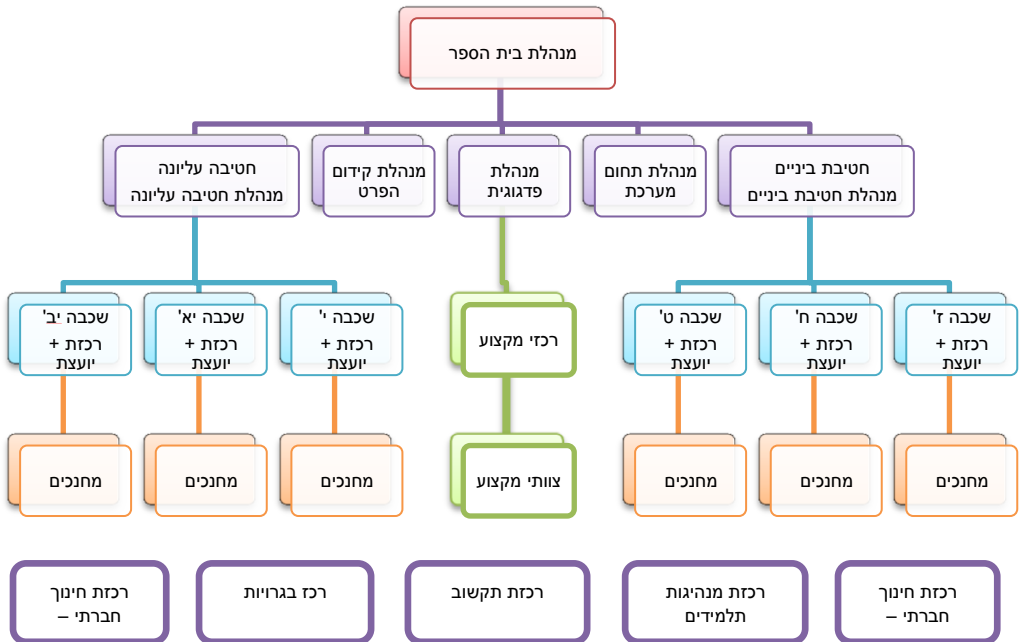 מנהלת בית הספר
חטיבת ביניים
מנהלת חטיבת ביניים
מנהלת תחום
מערכת
מנהלת
פדגוגית
מנהלת קידום
הפרט
חטיבה עליונה
מנהלת חטיבה עליונה
שכבה ז'
רכזת +
יועצת
שכבה ח'
רכזת +
יועצת
שכבה ט'
רכזת +
יועצת
רכזי מקצוע
שכבה י'
רכזת +
יועצת
שכבה יא'
רכזת +
יועצת
שכבה יב'
רכזת +
יועצת
מחנכים
מחנכים
מחנכים
צוותי מקצוע
מחנכים
מחנכים
מחנכים
רכזת חינוך
חברתי –
רכזת מנהיגות
תלמידים
רכזת תקשוב
רכז בגרויות
רכזת חינוך
חברתי –